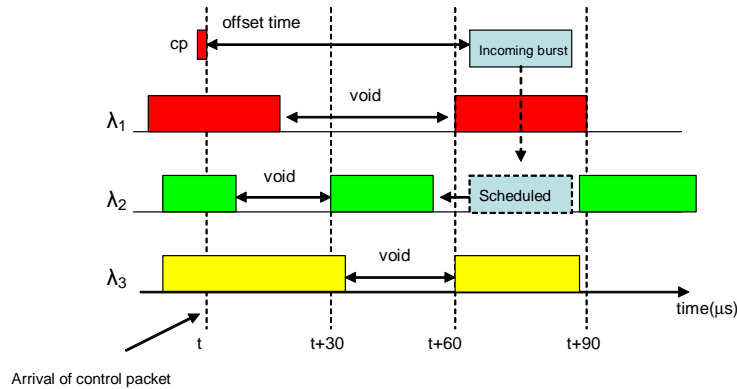 offset time
cp
Incoming burst
void
λ1
void
Scheduled
λ2
void
λ3
time(μs)
t
t+30
t+60
t+90
Arrival of control packet